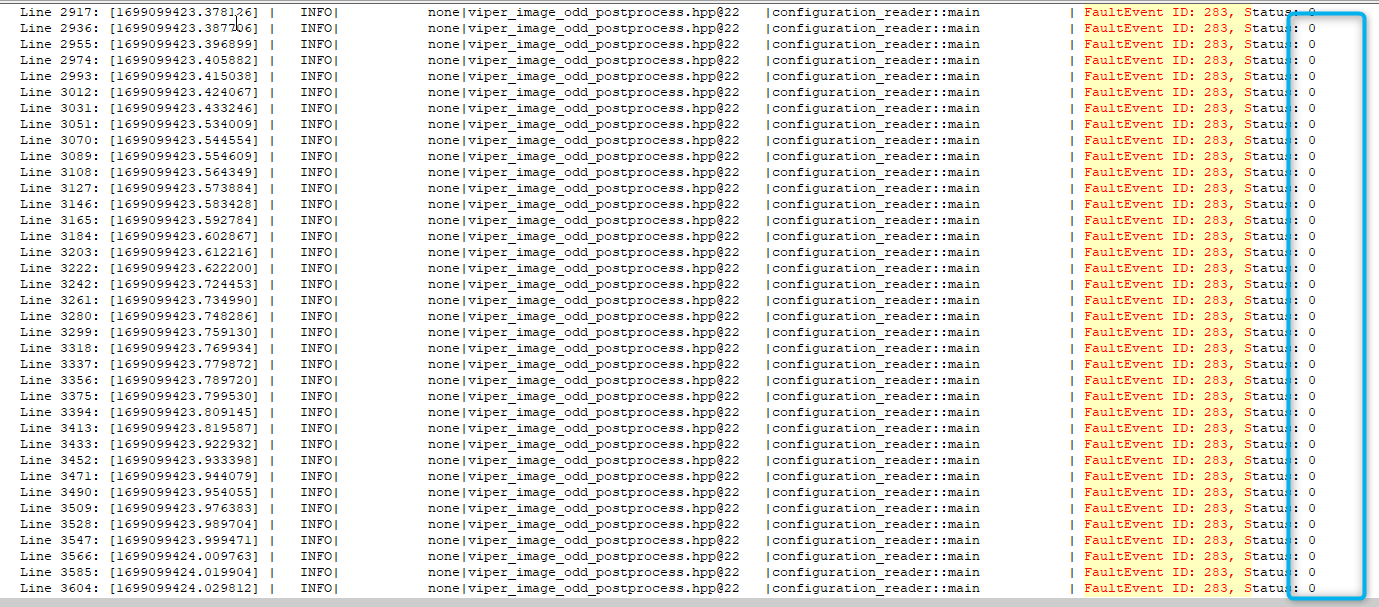 Line 2917: [1699099423.378126] | INFO| none|viper_image_odd_postprocess.hpp@22 |configuration_reader::main | FaultEvent ID: 283, Status: 0
Line 2936: [1699099423.387706] | INFO| none|viper_image_odd_postprocess.hpp@22 |configuration_reader::main | FaultEvent ID: 283, Status: 0
Line 2955: [1699099423.396899] | INFO| none|viper_image_odd_postprocess.hpp@22 |configuration_reader::main | FaultEvent ID: 283, Status: 0
Line 2974: [1699099423.405882] | INFO| none|viper_image_odd_postprocess.hpp@22 |configuration_reader::main | FaultEvent ID: 283, Status: 0
Line 2993: [1699099423.415038] | INFO| none|viper_image_odd_postprocess.hpp@22 |configuration_reader::main | FaultEvent ID: 283, Status: 0
Line 3012: [1699099423.424067] | INFO| none|viper_image_odd_postprocess.hpp@22 |configuration_reader::main | FaultEvent ID: 283, Status: 0
Line 3031: [1699099423.433246] | INFO| none|viper_image_odd_postprocess.hpp@22 |configuration_reader::main | FaultEvent ID: 283, Status: 0
Line 3051: [1699099423.534009] | INFO| none|viper_image_odd_postprocess.hpp@22 |configuration_reader::main | FaultEvent ID: 283, Status: 0
Line 3070: [1699099423.544554] | INFO| none|viper_image_odd_postprocess.hpp@22 |configuration_reader::main | FaultEvent ID: 283, Status: 0
Line 3089: [1699099423.554609] | INFO| none|viper_image_odd_postprocess.hpp@22 |configuration_reader::main | FaultEvent ID: 283, Status: 0
Line 3108: [1699099423.564349] | INFO| none|viper_image_odd_postprocess.hpp@22 |configuration_reader::main | FaultEvent ID: 283, Status: 0
Line 3127: [1699099423.573884] | INFO| none|viper_image_odd_postprocess.hpp@22 |configuration_reader::main | FaultEvent ID: 283, Status: 0
Line 3146: [1699099423.583428] | INFO| none|viper_image_odd_postprocess.hpp@22 |configuration_reader::main | FaultEvent ID: 283, Status: 0
Line 3165: [1699099423.592784] | INFO| none|viper_image_odd_postprocess.hpp@22 |configuration_reader::main | FaultEvent ID: 283, Status: 0
Line 3184: [1699099423.602867] | INFO| none|viper_image_odd_postprocess.hpp@22 |configuration_reader::main | FaultEvent ID: 283, Status: 0
Line 3203: [1699099423.612216] | INFO| none|viper_image_odd_postprocess.hpp@22 |configuration_reader::main | FaultEvent ID: 283, Status: 0
Line 3222: [1699099423.622200] | INFO| none|viper_image_odd_postprocess.hpp@22 |configuration_reader::main | FaultEvent ID: 283, Status: 0
Line 3242: [1699099423.724453] | INFO| none|viper_image_odd_postprocess.hpp@22 |configuration_reader::main | FaultEvent ID: 283, Status: 0
Line 3261: [1699099423.734990] | INFO| none|viper_image_odd_postprocess.hpp@22 |configuration_reader::main | FaultEvent ID: 283, Status: 0
Line 3280: [1699099423.748286] | INFO| none|viper_image_odd_postprocess.hpp@22 |configuration_reader::main | FaultEvent ID: 283, Status: 0
Line 3299: [1699099423.759130] | INFO| none|viper_image_odd_postprocess.hpp@22 |configuration_reader::main | FaultEvent ID: 283, Status: 0
Line 3318: [1699099423.769934] | INFO| none|viper_image_odd_postprocess.hpp@22 |configuration_reader::main | FaultEvent ID: 283, Status: 0
Line 3337: [1699099423.779872] | INFO| none|viper_image_odd_postprocess.hpp@22 |configuration_reader::main | FaultEvent ID: 283, Status: 0
Line 3356: [1699099423.789720] | INFO| none|viper_image_odd_postprocess.hpp@22 |configuration_reader::main | FaultEvent ID: 283, Status: 0
Line 3375: [1699099423.799530] | INFO| none|viper_image_odd_postprocess.hpp@22 |configuration_reader::main | FaultEvent ID: 283, Status: 0
Line 3394: [1699099423.809145] | INFO| none|viper_image_odd_postprocess.hpp@22 |configuration_reader::main | FaultEvent ID: 283, Status: 0
Line 3413: [1699099423.819587] | INFO| none|viper_image_odd_postprocess.hpp@22 |configuration_reader::main | FaultEvent ID: 283, Status: 0
Line 3433: [1699099423.922932] | INFO| none|viper_image_odd_postprocess.hpp@22 |configuration_reader::main | FaultEvent ID: 283, Status: 0
Line 3452: [1699099423.933398] | INFO| none|viper_image_odd_postprocess.hpp@22 |configuration_reader::main | FaultEvent ID: 283, Status: 0
Line 3471: [1699099423.944079] | INFO| none|viper_image_odd_postprocess.hpp@22 |configuration_reader::main | FaultEvent ID: 283, Status: 0
Line 3490: [1699099423.954055] | INFO| none|viper_image_odd_postprocess.hpp@22 |configuration_reader::main | FaultEvent ID: 283, Status: 0
Line 3509: [1699099423.976383] | INFO| none|viper_image_odd_postprocess.hpp@22 |configuration_reader::main | FaultEvent ID: 283, Status: 0
Line 3528: [1699099423.989704] | INFO| none|viper_image_odd_postprocess.hpp@22 |configuration_reader::main | FaultEvent ID: 283, Status: 0
Line 3547: [1699099423.999471] | INFO| none|viper_image_odd_postprocess.hpp@22 |configuration_reader::main | FaultEvent ID: 283, Status: 0
Line 3566: [1699099424.009763] | INFO| none|viper_image_odd_postprocess.hpp@22 |configuration_reader::main | FaultEvent ID: 283, Status: 0
Line 3585: [1699099424.019904] | INFO| none|viper_image_odd_postprocess.hpp@22 |configuration_reader::main | FaultEvent ID: 283, Status: 0
Line 3604: [1699099424.029812] | INFO| none|viper_image_odd_postprocess.hpp@22 |configuration_reader::main | FaultEvent ID: 283, Status: 0